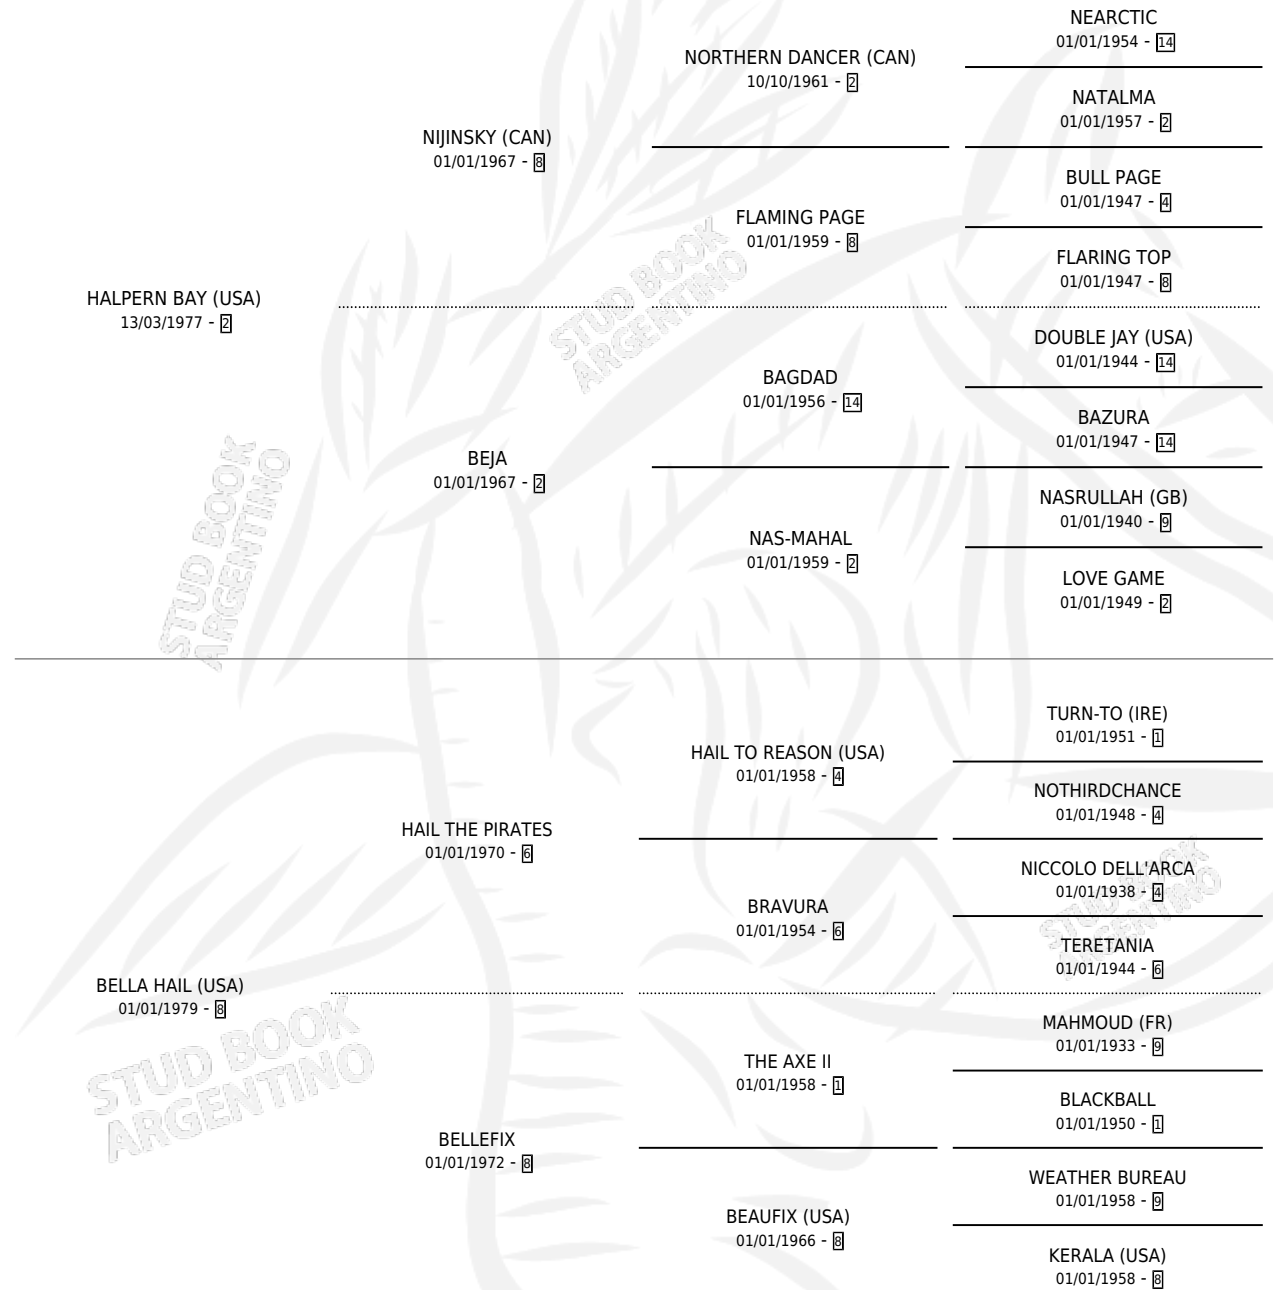 NEARCTIC
01/01/1954 - 14
NORTHERN DANCER (CAN)
10/10/1961 - 2
NATALMA
01/01/1957 - 2
NIJINSKY (CAN)
01/01/1967 - 8
BULL PAGE
01/01/1947 - 4
FLAMING PAGE
01/01/1959 - 8
FLARING TOP
01/01/1947 - 8
HALPERN BAY (USA)
13/03/1977 - 2
DOUBLE JAY (USA)
01/01/1944 - 14
BAGDAD
01/01/1956 - 14
BAZURA
01/01/1947 - 14
BEJA
01/01/1967 - 2
NASRULLAH (GB)
01/01/1940 - 9
NAS-MAHAL
01/01/1959 - 2
LOVE GAME
01/01/1949 - 2
TURN-TO (IRE)
01/01/1951 - 1
HAIL TO REASON (USA)
01/01/1958 - 4
NOTHIRDCHANCE
01/01/1948 - 4
HAIL THE PIRATES
01/01/1970 - 6
NICCOLO DELL'ARCA
01/01/1938 - 4
BRAVURA
01/01/1954 - 6
TERETANIA
01/01/1944 - 6
BELLA HAIL (USA)
01/01/1979 - 8
MAHMOUD (FR)
01/01/1933 - 9
THE AXE II
01/01/1958 - 1
BLACKBALL
01/01/1950 - 1
BELLEFIX
01/01/1972 - 8
WEATHER BUREAU
01/01/1958 - 9
BEAUFIX (USA)
01/01/1966 - 8
KERALA (USA)
01/01/1958 - 8
STUD BOOK
ARGENTINO
STUD BOOK
ARGENTINO
STUD BOOK
ARGENTINO
STUD BOOK
ARGENTINO